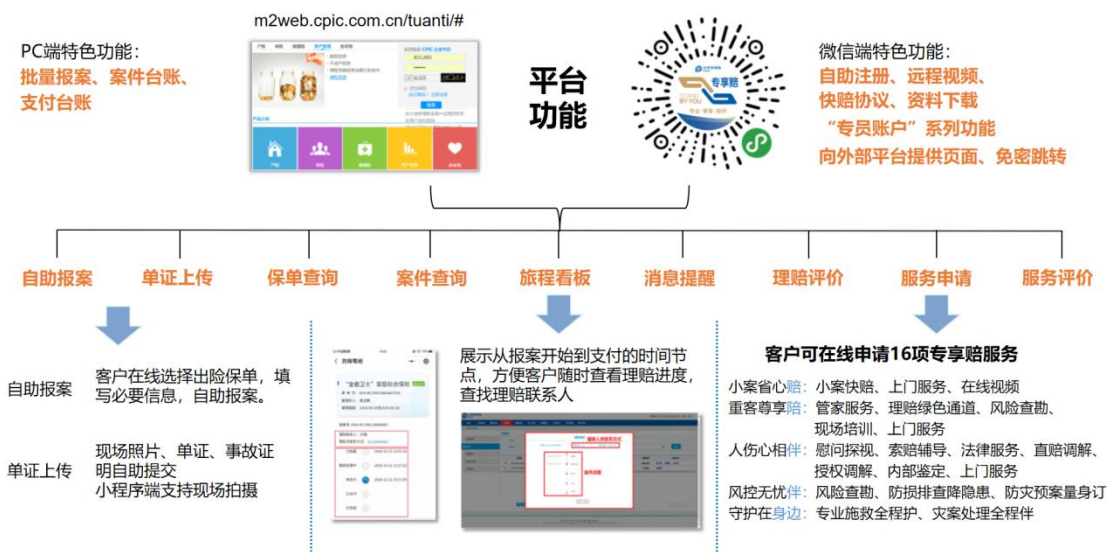 m2web.cpic.com.cn/tuanti/#
PC端特色功能：
批量报案、案件台账、
支付台账
平台
功能
专享赔
STAND
BY YOU
微信端特色功能：
自助注册、远程视频、
快赔协议、资料下载
“专员账户”系列功能
向外部平台提供页面、免密跳转
自助报案
单证上传
保单查询
案件查询
旅程看板
消息提醒
理赔评价
服务申请
服务评价
自助报案
客户在线选择出险保单，填
写必要信息，自助报案。
单证上传
现场照片、单证、事故证
明自助提交
小程序端支持现场拍摄
展示从报案开始到支付的时间节
点，方便客户随时查看理赔进度，
查找理赔联系人
客户可在线申请16项专享赔服务
小案省心赔：小案快赔、上门服务、在线视频
重客尊享赔：管家服务、理赔绿色通道、风险查勘、
现场培训、上门服务
人伤心相伴：慰问探视、索赔辅导、法律服务、直赔调解、
授权调解、内部鉴定、上门服务
风控无忧伴：风险查勘、防损排查降隐患、防灾预案量身订
守护在身边：专业施救全程护、灾案处理全程伴